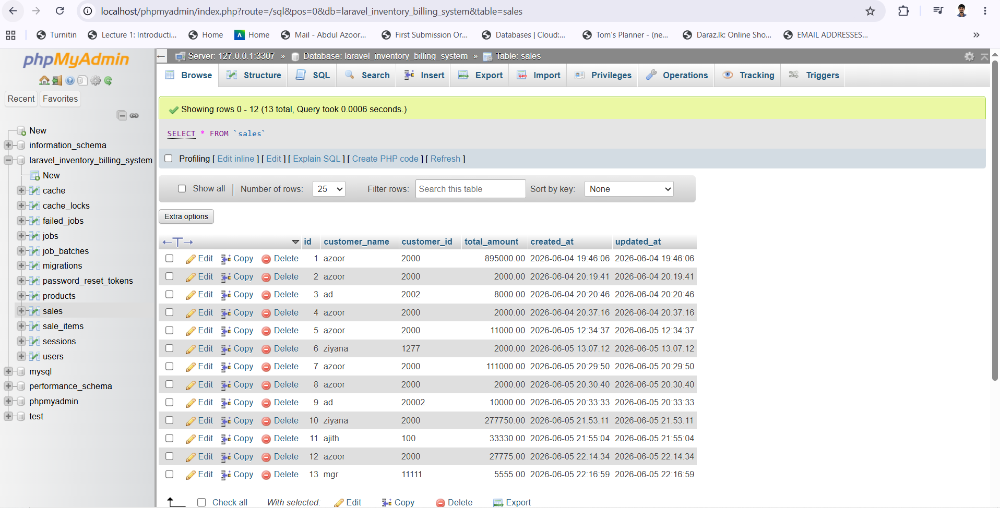 localhost/phpmyadmin/index.php?route=/sql&pos=0&db=laravel_inventory_billing_system&table=sales
Turnitin Lecture 1: Introducti... Home Home Mail - Abdul Azoor... First Submission Or... Databases | Cloud:... Tom's Planner - (ne... Daraz.lk: Online Sho... EMAIL ADDRESSES... »
phpMyAdmin
Recent Favorites
New
information_schema
laravel_inventory_billing_system
New
cache
cache_locks
failed_jobs
jobs
job_batches
migrations
password_reset_tokens
products
sales
sale_items
sessions
users
mysql
performance_schema
phpmyadmin
test
Server: 127.0.0.1:3307 » Database: laravel_inventory_billing_system » Table: sales
Browse Structure SQL Search Insert Export Import Privileges Operations Tracking Triggers
Showing rows 0 - 12 (13 total, Query took 0.0006 seconds.)
SELECT * FROM `sales`
Profiling [ Edit inline ] [ Edit ] [ Explain SQL ] [ Create PHP code ] [ Refresh ]
Show all Number of rows: 25 Filter rows: Search this table Sort by key: None
Extra options
←T→ id customer_name customer_id total_amount created_at updated_at
Edit Copy Delete 1 azoor 2000 895000.00 2026-06-04 19:46:06 2026-06-04 19:46:06
Edit Copy Delete 2 azoor 2000 2000.00 2026-06-04 20:19:41 2026-06-04 20:19:41
Edit Copy Delete 3 ad 2002 8000.00 2026-06-04 20:20:46 2026-06-04 20:20:46
Edit Copy Delete 4 azoor 2000 2000.00 2026-06-04 20:37:16 2026-06-04 20:37:16
Edit Copy Delete 5 azoor 2000 11000.00 2026-06-05 12:34:37 2026-06-05 12:34:37
Edit Copy Delete 6 ziyana 1277 2000.00 2026-06-05 13:07:12 2026-06-05 13:07:12
Edit Copy Delete 7 azoor 2000 111000.00 2026-06-05 20:29:50 2026-06-05 20:29:50
Edit Copy Delete 8 azoor 2000 2000.00 2026-06-05 20:30:40 2026-06-05 20:30:40
Edit Copy Delete 9 ad 20002 10000.00 2026-06-05 20:33:33 2026-06-05 20:33:33
Edit Copy Delete 10 ziyana 2000 277750.00 2026-06-05 21:53:11 2026-06-05 21:53:11
Edit Copy Delete 11 ajith 100 33330.00 2026-06-05 21:55:04 2026-06-05 21:55:04
Edit Copy Delete 12 azoor 2000 27775.00 2026-06-05 22:14:34 2026-06-05 22:14:34
Edit Copy Delete 13 mgr 11111 5555.00 2026-06-05 22:16:59 2026-06-05 22:16:59
Check all With selected: Edit Copy Delete Export